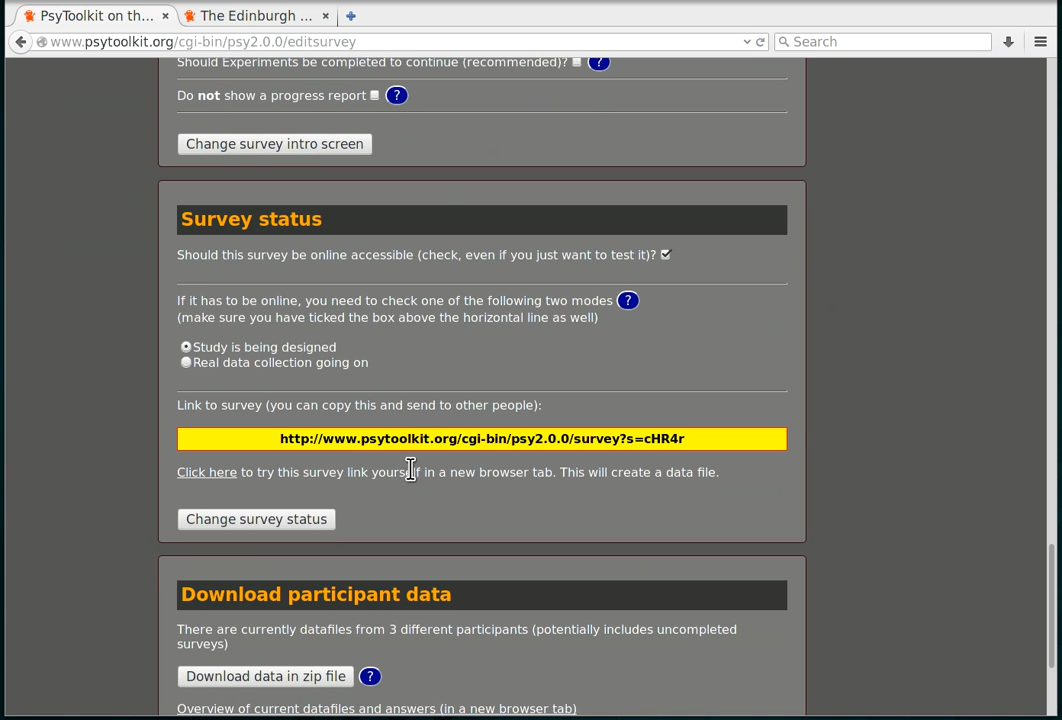 PsyToolkit on th... ×
The Edinburgh ... ×
www.psytoolkit.org/cgi-bin/psy2.0.0/editsurvey
Search
Should Experiments be completed to continue (recommended)? ?
Do not show a progress report ?
Change survey intro screen
Survey status
Should this survey be online accessible (check, even if you just want to test it)?
If it has to be online, you need to check one of the following two modes ?
(make sure you have ticked the box above the horizontal line as well)
Study is being designed
Real data collection going on
Link to survey (you can copy this and send to other people):
http://www.psytoolkit.org/cgi-bin/psy2.0.0/survey?s=cHR4r
Click here to try this survey link yourself in a new browser tab. This will create a data file.
Change survey status
Download participant data
There are currently datafiles from 3 different participants (potentially includes uncompleted
surveys)
Download data in zip file ?
Overview of current datafiles and answers (in a new browser tab)